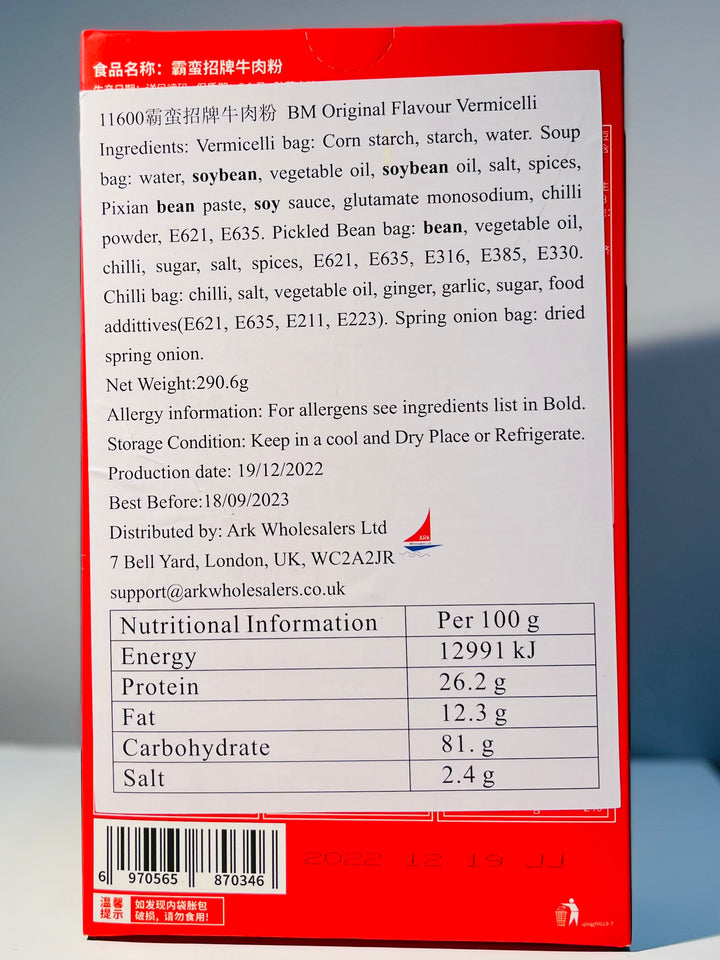 食品名称：霸蛮招牌牛肉粉
11600霸蛮招牌牛肉粉 BM Original Flavour Vermicelli
Ingredients: Vermicelli bag: Corn starch, starch, water. Soup
bag: water, soybean, vegetable oil, soybean oil, salt, spices,
Pixian bean paste, soy sauce, glutamate monosodium, chilli
powder, E621, E635. Pickled Bean bag: bean, vegetable oil,
chilli, sugar, salt, spices, E621, E635, E316, E385, E330.
Chilli bag: chilli, salt, vegetable oil, ginger, garlic, sugar, food
addittives(E621, E635, E211, E223). Spring onion bag: dried
spring onion.
Net Weight:290.6g
Allergy information: For allergens see ingredients list in Bold.
Storage Condition: Keep in a cool and Dry Place or Refrigerate.
Production date: 19/12/2022
Best Before:18/09/2023
Distributed by: Ark Wholesalers Ltd
ARK
7 Bell Yard, London, UK, WC2A2JR
support@arkwholesalers.co.uk
Nutritional Information Per 100 g
Energy 12991 kJ
Protein 26.2 g
Fat 12.3 g
Carbohydrate 81. g
Salt 2.4 g
6 970565 870346
2022 12 19 JJ
温馨提示
如发现内袋胀包
破损，请勿食用！